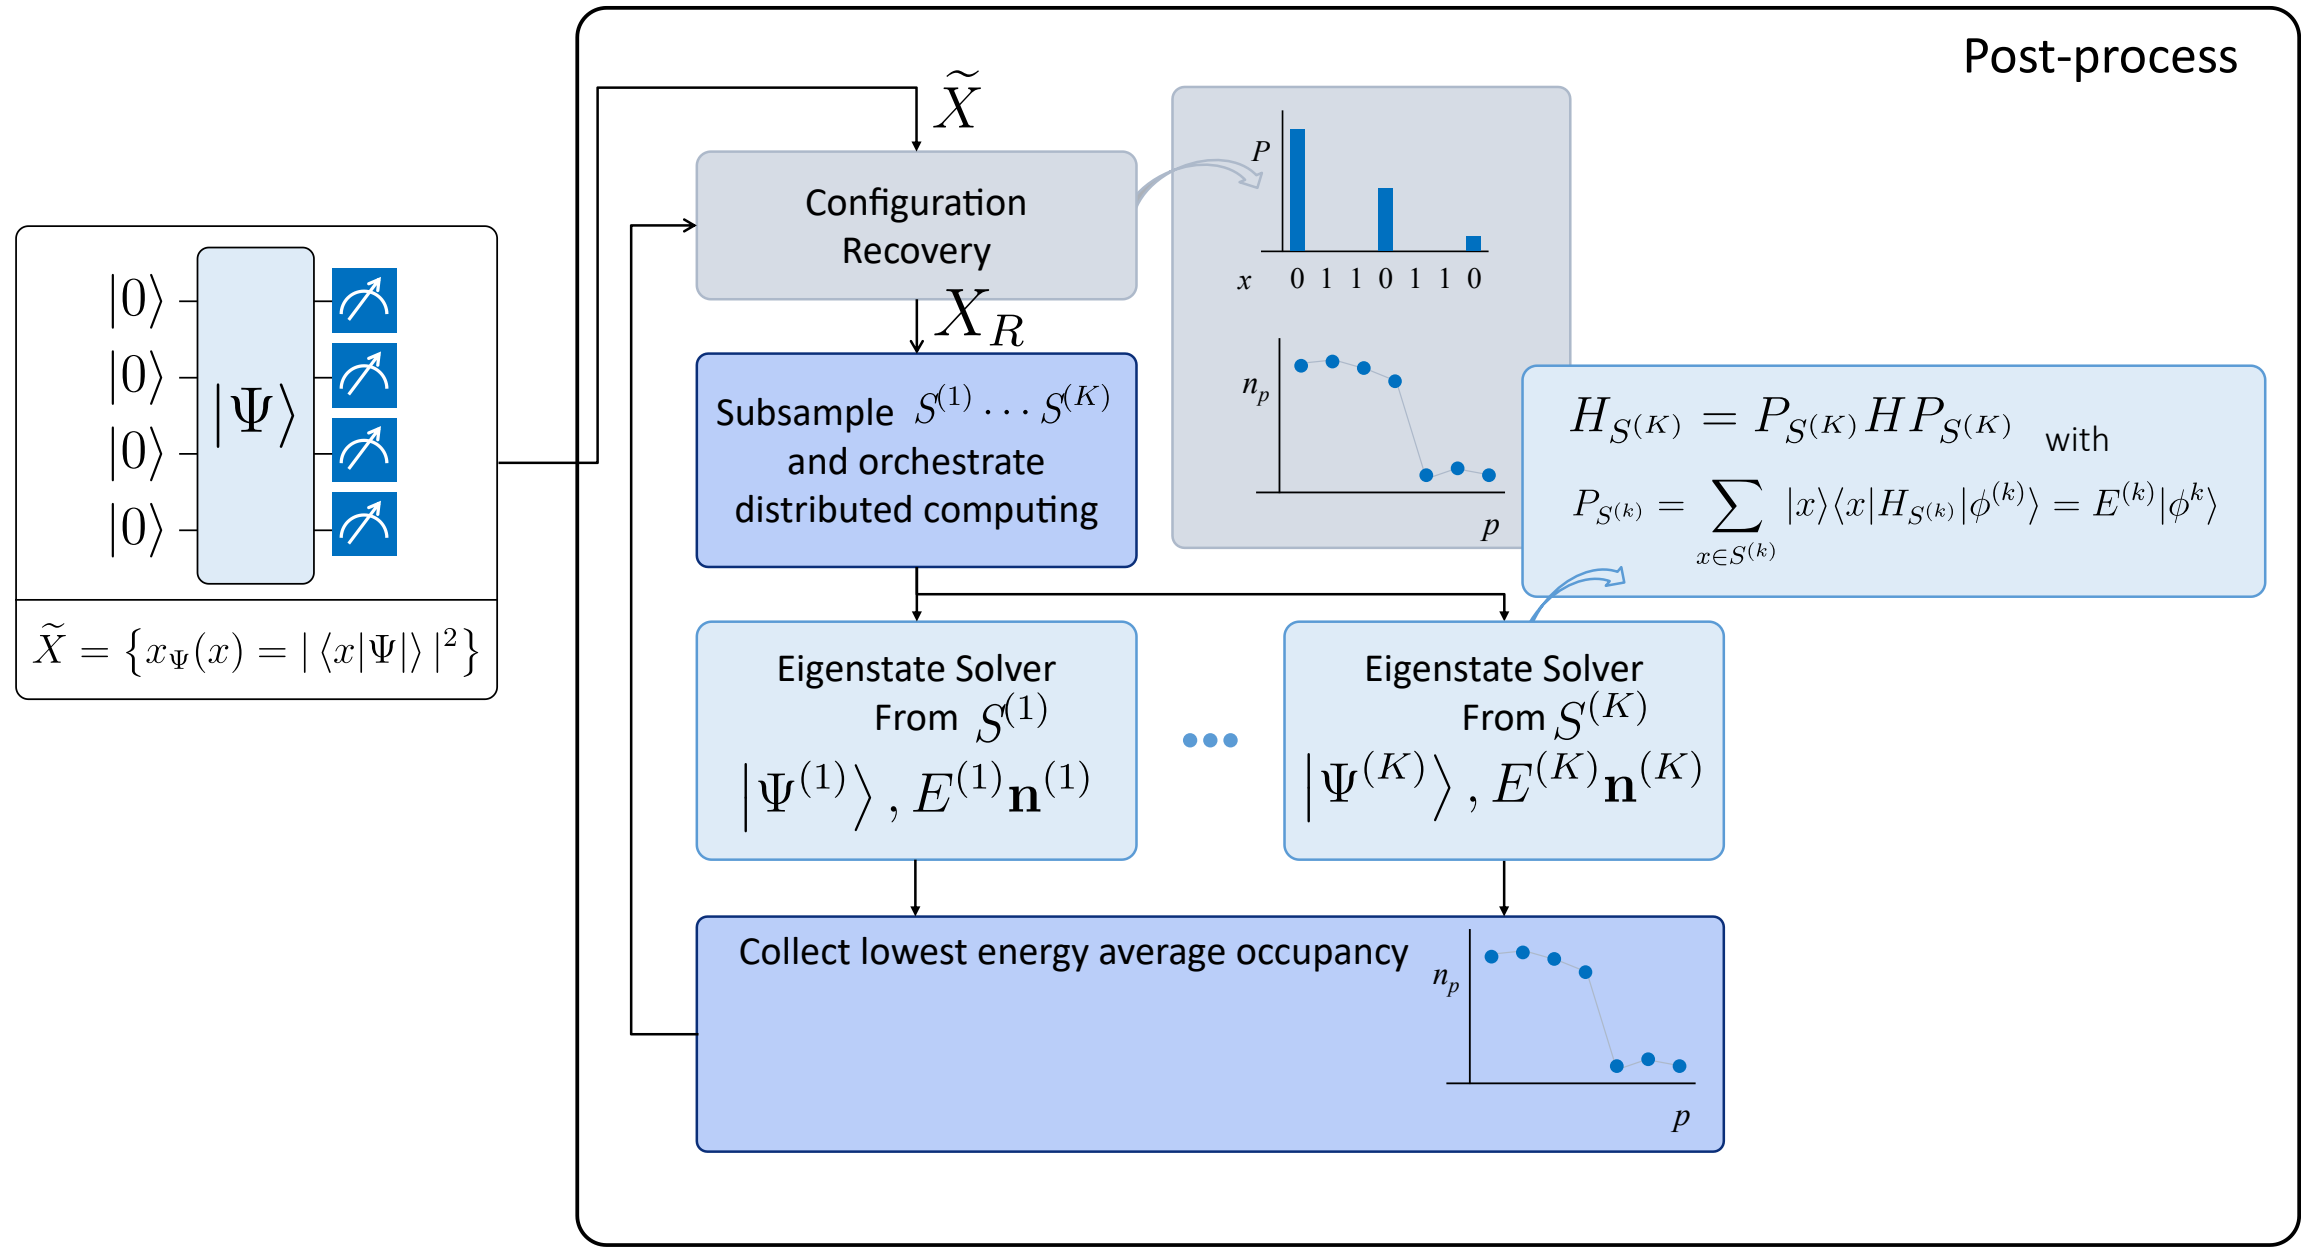 Post-process
|0⟩
|0⟩
|0⟩
|0⟩
|Ψ⟩
X̃ = {x_Ψ(x) = | ⟨x|Ψ|⟩ |²}
X̃
Configuration
Recovery
X_R
P
x 0 1 1 0 1 1 0
n_p
p
Subsample S^(1) ··· S^(K)
and orchestrate
distributed computing
H_{S^(K)} = P_{S^(K)} H P_{S^(K)} with
P_{S^(k)} = ∑_{x∈S^(k)} |x⟩⟨x|H_{S^(k)}|ϕ^(k)⟩ = E^(k)|ϕ^k⟩
Eigenstate Solver
From S^(1)
|Ψ^(1)⟩ , E^(1) n^(1)
Eigenstate Solver
From S^(K)
|Ψ^(K)⟩ , E^(K) n^(K)
Collect lowest energy average occupancy
n_p
p